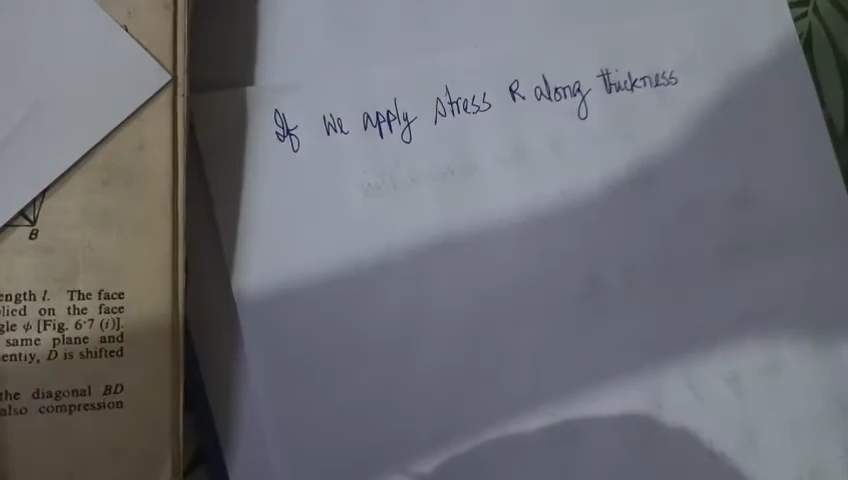 If we apply stress R along thickness
B
ength l. The face
lied on the face
gle ϕ [Fig. 6·7 (i)].
same plane and
ently, D is shifted
the diagonal BD
also compression